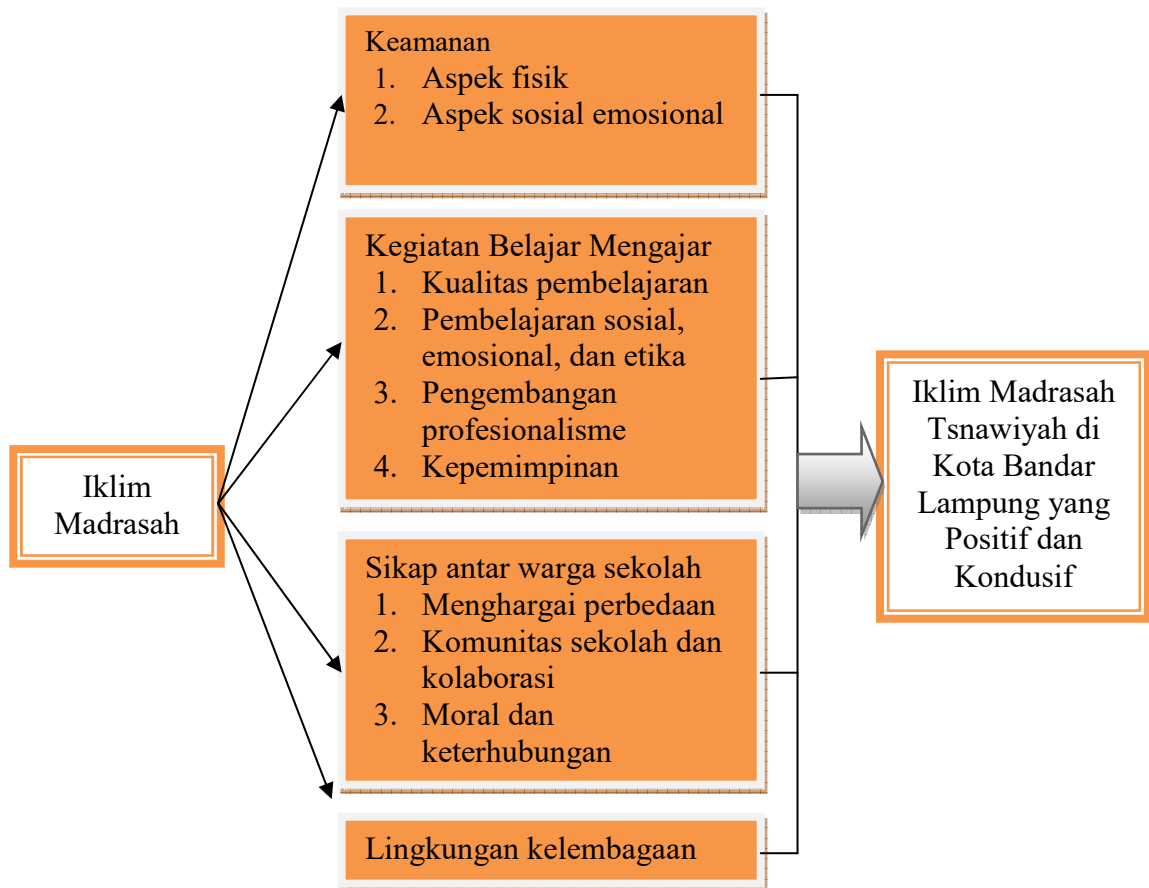 Iklim
Madrasah
Keamanan
1. Aspek fisik
2. Aspek sosial emosional
Kegiatan Belajar Mengajar
1. Kualitas pembelajaran
2. Pembelajaran sosial,
emosional, dan etika
3. Pengembangan
profesionalisme
4. Kepemimpinan
Sikap antar warga sekolah
1. Menghargai perbedaan
2. Komunitas sekolah dan
kolaborasi
3. Moral dan
keterhubungan
Lingkungan kelembagaan
Iklim Madrasah
Tsnawiyah di
Kota Bandar
Lampung yang
Positif dan
Kondusif